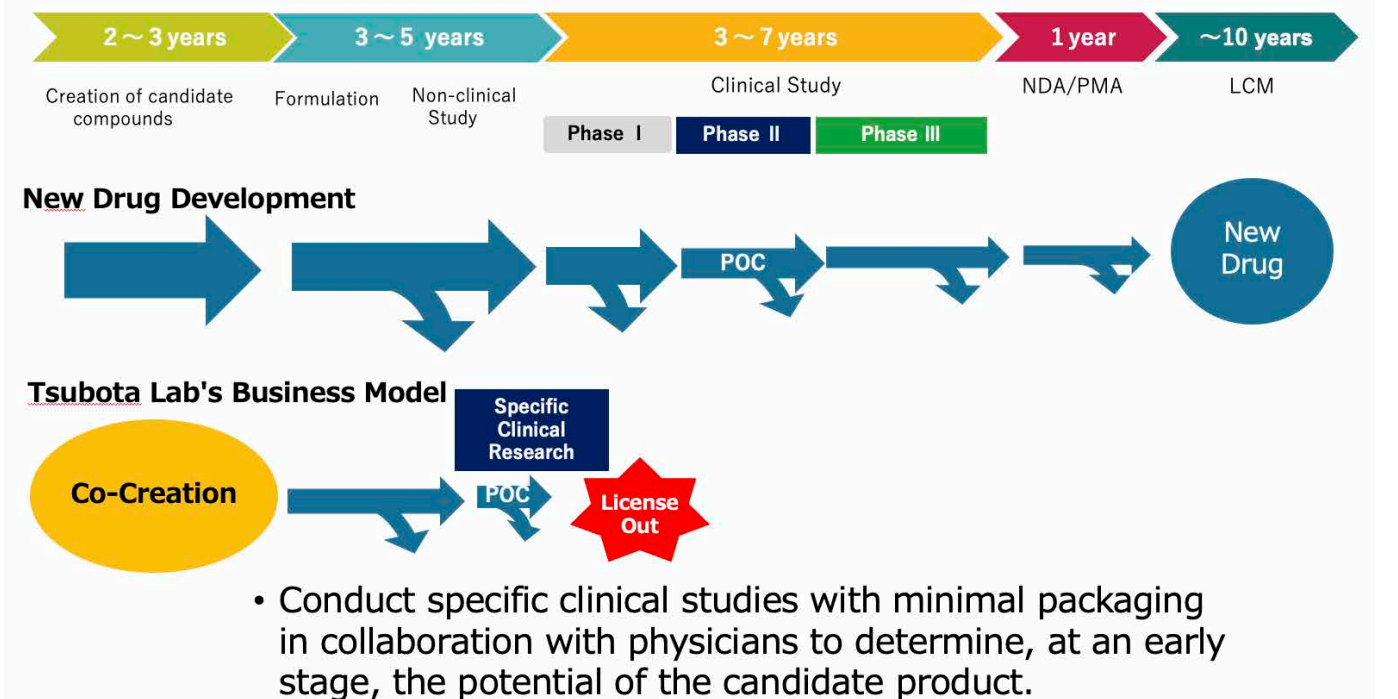 2～3 years
3～5 years
3～7 years
1 year
～10 years
Creation of candidate
compounds
Formulation
Non-clinical
Study
Clinical Study
NDA/PMA
LCM
Phase I
Phase II
Phase III
New Drug Development
POC
New
Drug
Tsubota Lab's Business Model
Specific
Clinical
Research
Co-Creation
POC
License
Out
• Conduct specific clinical studies with minimal packaging
in collaboration with physicians to determine, at an early
stage, the potential of the candidate product.